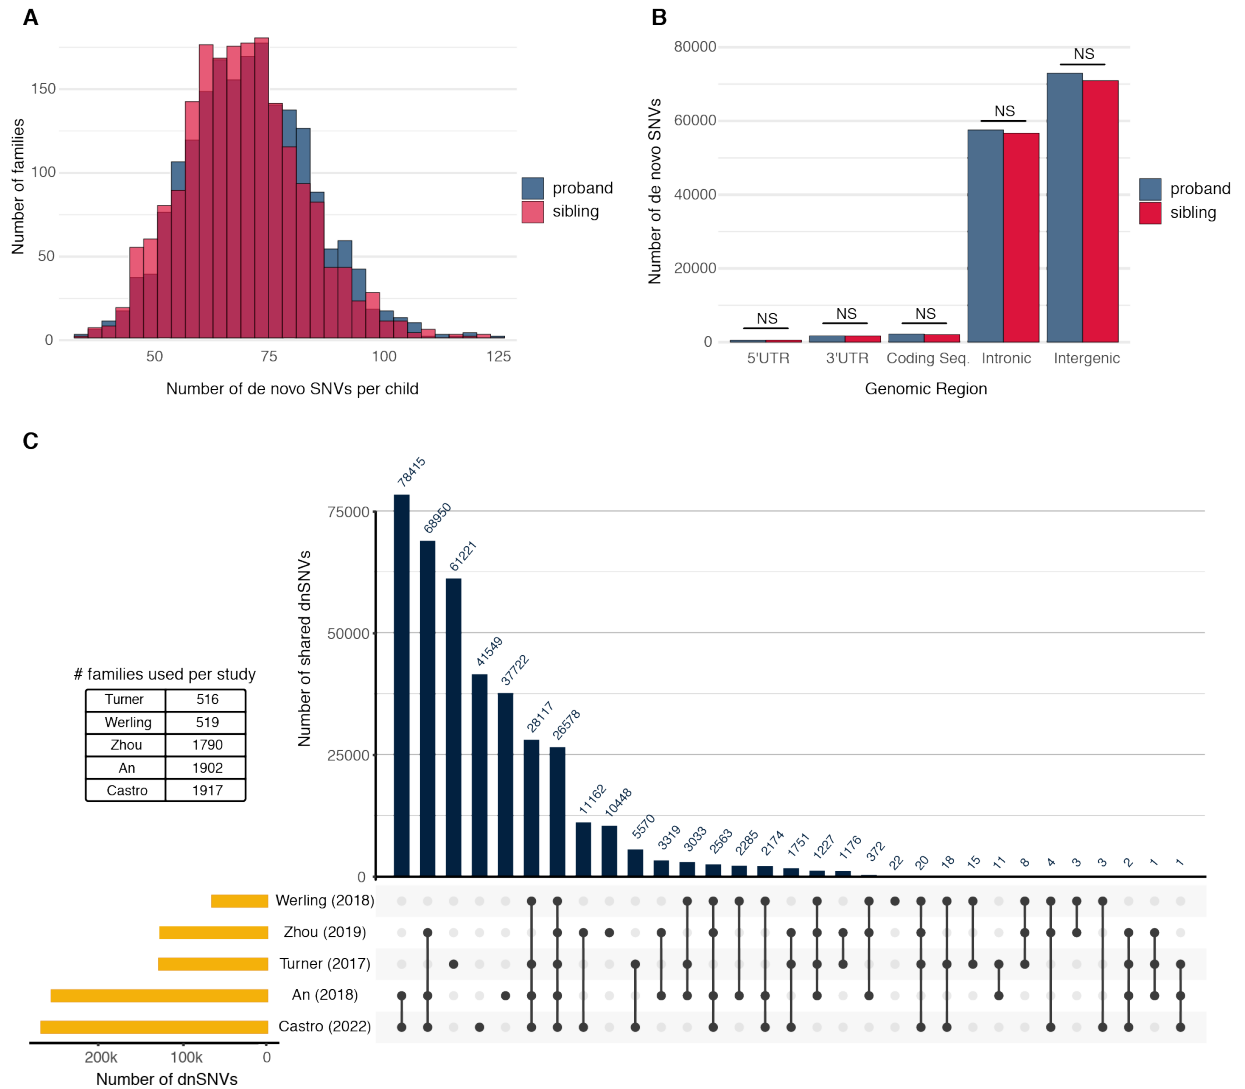 A
Number of families
150
100
50
0
50
75
100
125
Number of de novo SNVs per child
proband
sibling
B
Number of de novo SNVs
80000
60000
40000
20000
0
NS
NS
NS
NS
NS
5'UTR
3'UTR
Coding Seq.
Intronic
Intergenic
Genomic Region
proband
sibling
C
# families used per study
Turner 516
Werling 519
Zhou 1790
An 1902
Castro 1917
Number of shared dnSNVs
75000
50000
25000
0
78415
68950
61221
41549
37722
28117
26578
11162
10448
5570
3319
3033
2563
2285
2174
1751
1227
1176
372
22
20
18
15
11
8
4
3
3
2
1
1
Werling (2018)
Zhou (2019)
Turner (2017)
An (2018)
Castro (2022)
200k
100k
0
Number of dnSNVs